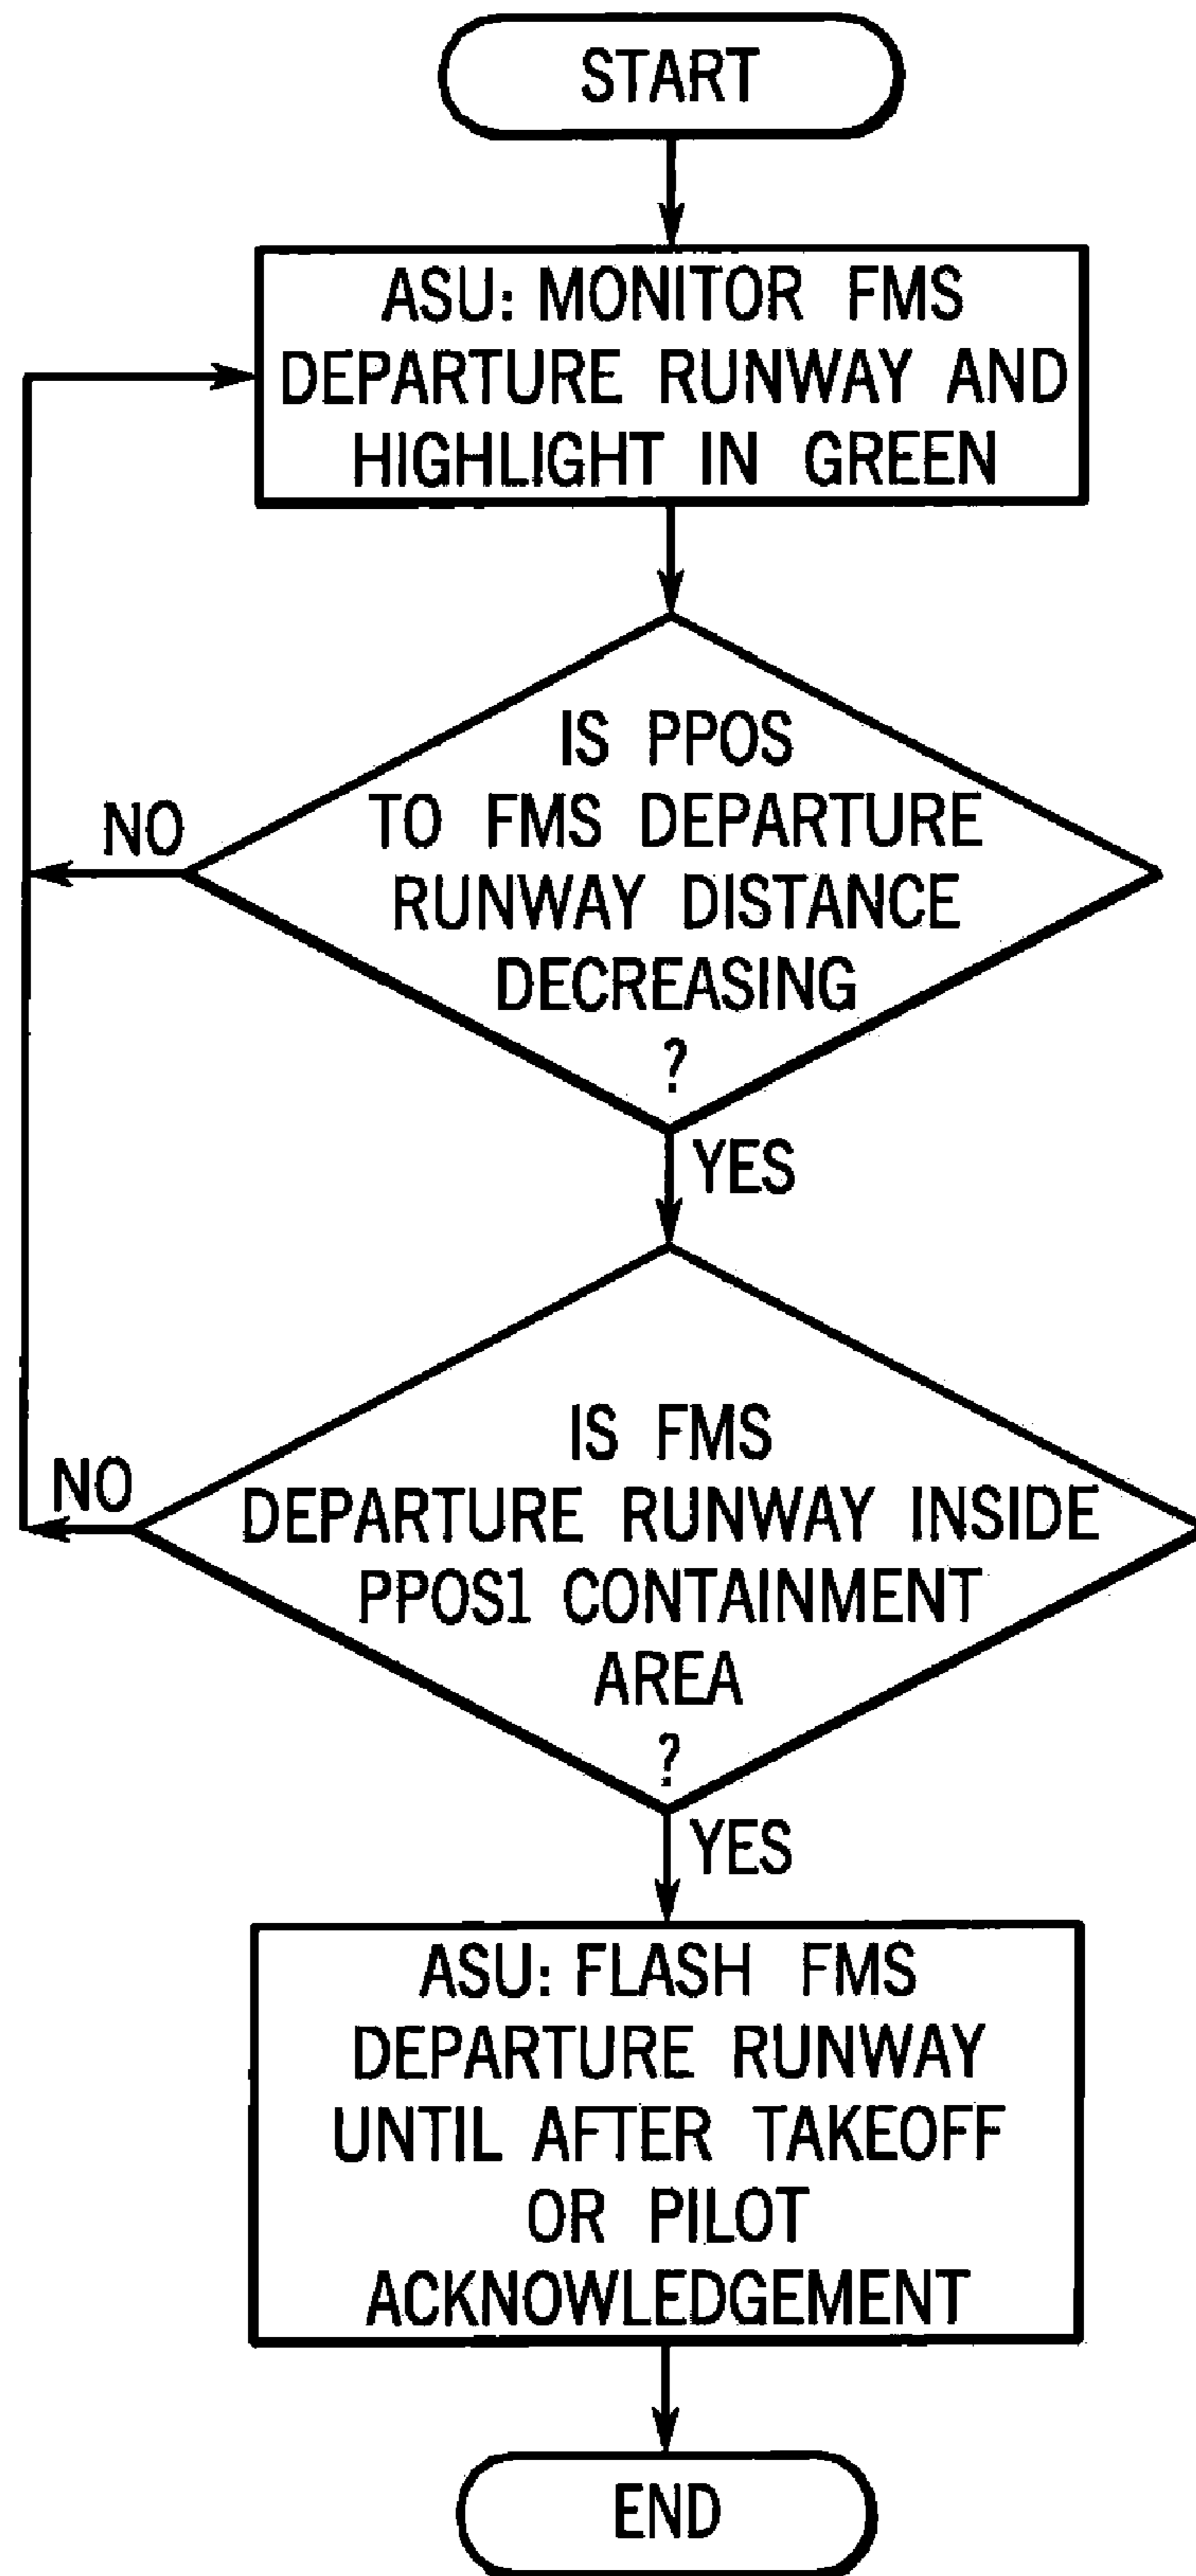 START
ASU: MONITOR FMS
DEPARTURE RUNWAY AND
HIGHLIGHT IN GREEN
IS PPOS
TO FMS DEPARTURE
RUNWAY DISTANCE
DECREASING
?
NO
YES
IS FMS
DEPARTURE RUNWAY INSIDE
PPOS1 CONTAINMENT
AREA
?
NO
YES
ASU: FLASH FMS
DEPARTURE RUNWAY
UNTIL AFTER TAKEOFF
OR PILOT
ACKNOWLEDGEMENT
END